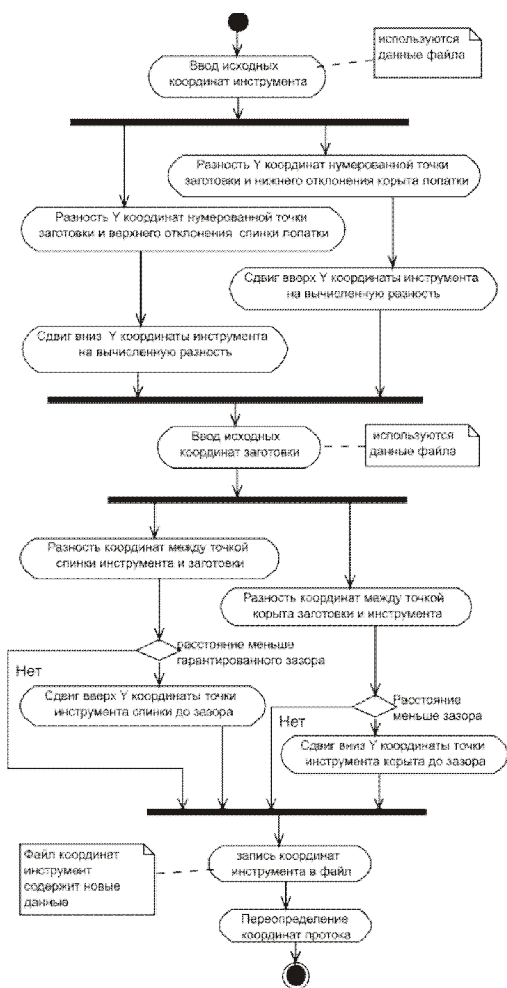 Ввод исходных
координат инструмента
используются
данные файла
Разность Y координат нумерованной точки
заготовки и нижнего отклонения корыта лопатки
Разность Y координат нумерованной точки
заготовки и верхнего отклонения спинки лопатки
Сдвиг вверх Y координаты инструмента
на вычисленную разность
Сдвиг вниз Y координаты инструмента
на вычисленную разность
Ввод исходных
координат заготовки
используются
данные файла
Разность координат между точкой
спинки инструмента и заготовки
Разность координат между точкой
корыта заготовки и инструмента
расстояние меньше
гарантированного зазора
Нет
Сдвиг вверх Y координаты точки
инструмента спинки до зазора
Расстояние
меньше зазора
Нет
Сдвиг вниз Y координаты точки
инструмента корыта до зазора
Файл координат
инструмент
содержит новые
данные
запись координат
инструмента в файл
Переопределение
координат протока